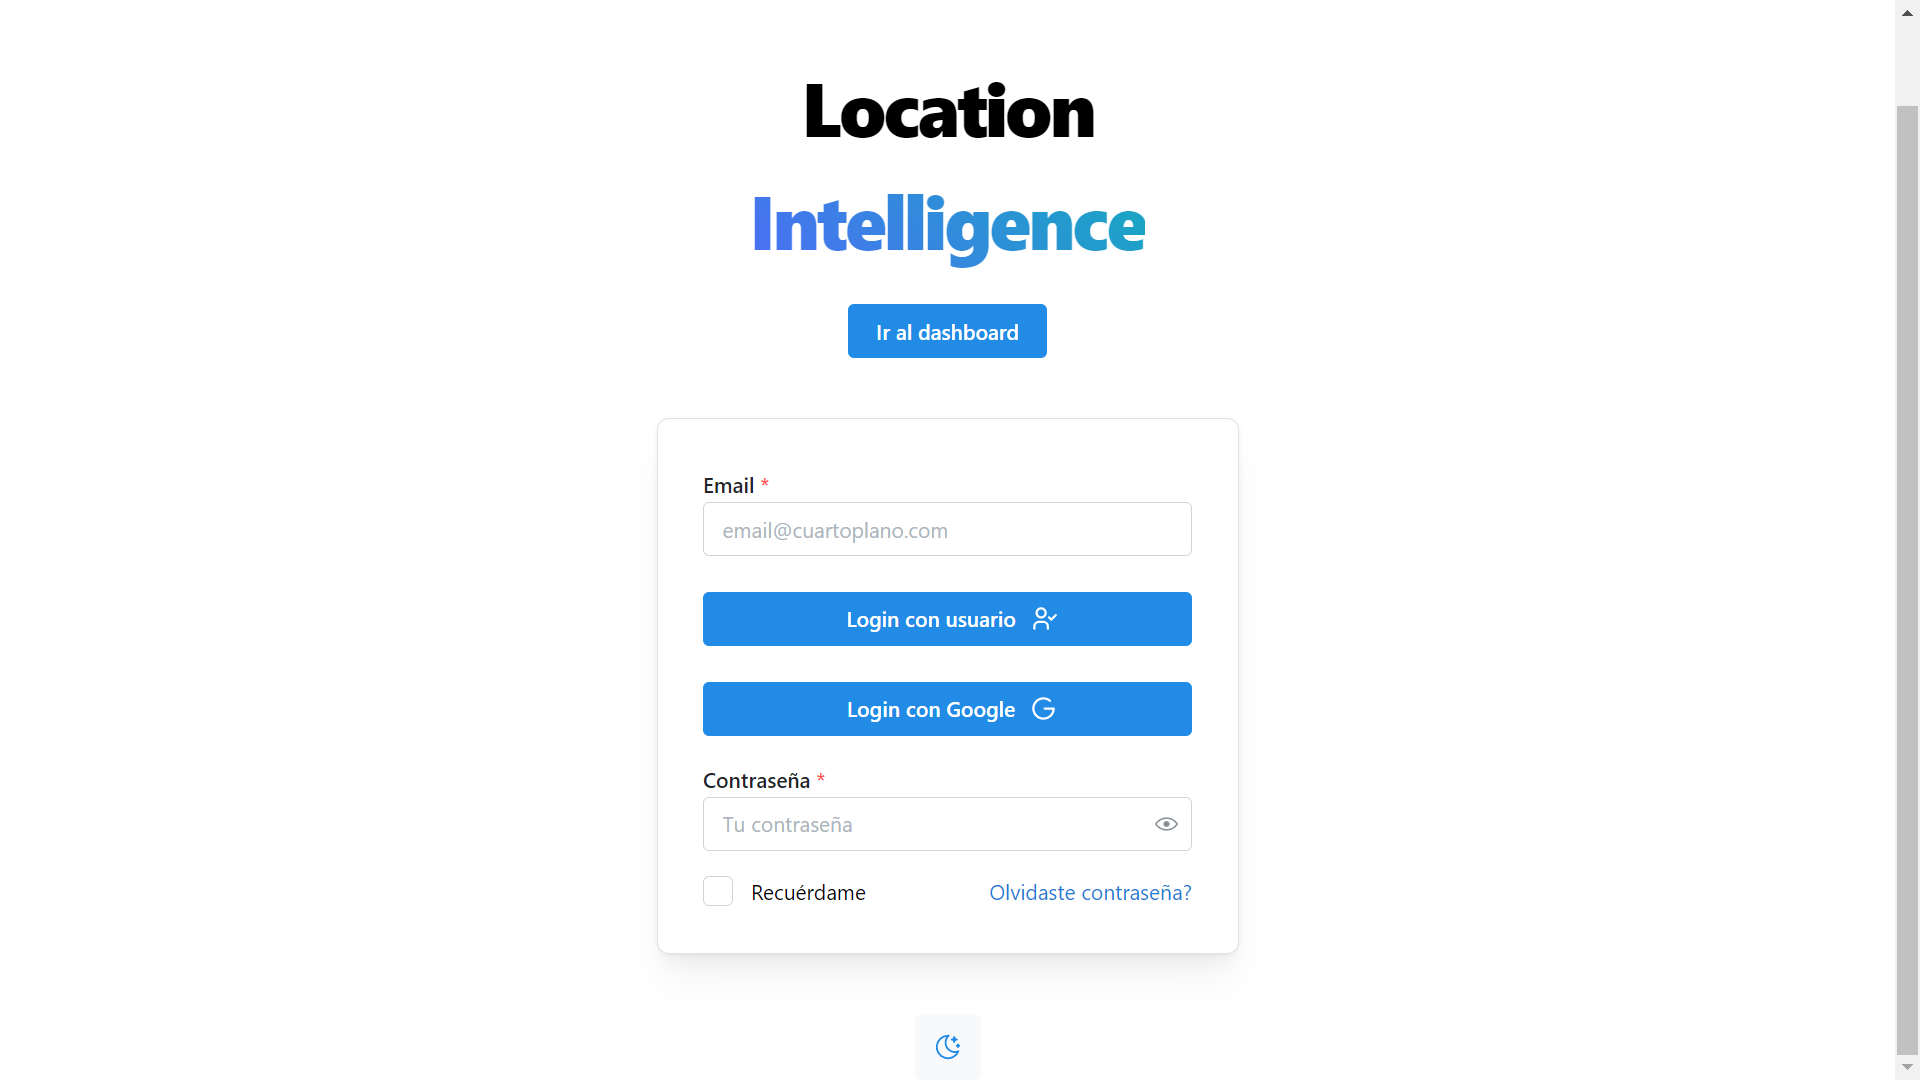 Location
Intelligence
Ir al dashboard
Email *
email@cuartoplano.com
Login con usuario
Login con Google
Contraseña *
Tu contraseña
Recuérdame
Olvidaste contraseña?